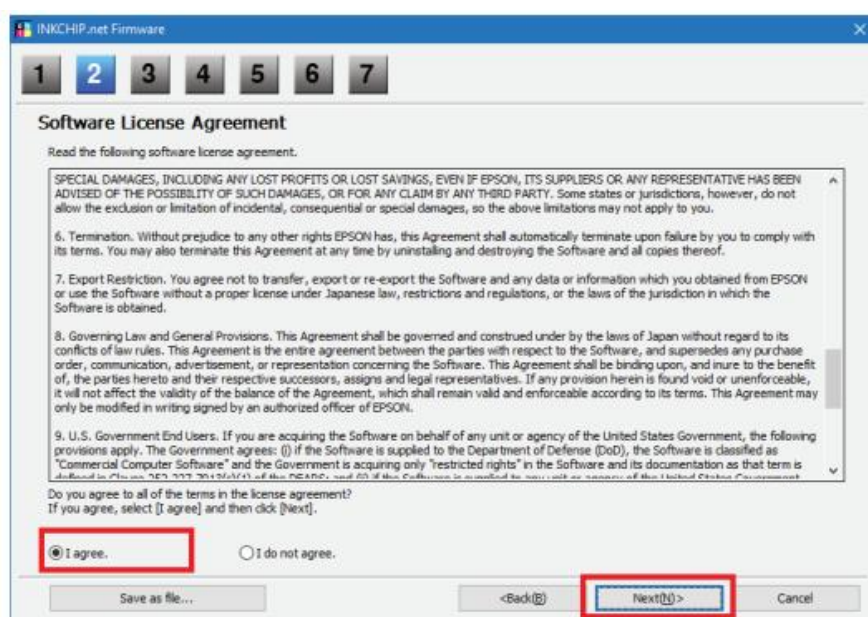 INKCHIP.net Firmware
1 2 3 4 5 6 7
Software License Agreement
Read the following software license agreement.
SPECIAL DAMAGES, INCLUDING ANY LOST PROFITS OR LOST SAVINGS, EVEN IF EPSON, ITS SUPPLIERS OR ANY REPRESENTATIVE HAS BEEN
ADVISED OF THE POSSIBILITY OF SUCH DAMAGES, OR FOR ANY CLAIM BY ANY THIRD PARTY. Some states or jurisdictions, however, do not
allow the exclusion or limitation of incidental, consequential or special damages, so the above limitations may not apply to you.
6. Termination. Without prejudice to any other rights EPSON has, this Agreement shall automatically terminate upon failure by you to comply with
its terms. You may also terminate this Agreement at any time by uninstalling and destroying the Software and all copies thereof.
7. Export Restriction. You agree not to transfer, export or re-export the Software and any data or information which you obtained from EPSON
or use the Software without a proper license under Japanese law, restrictions and regulations, or the laws of the jurisdiction in which the
Software is obtained.
8. Governing Law and General Provisions. This Agreement shall be governed and construed under by the laws of Japan without regard to its
conflicts of law rules. This Agreement is the entire agreement between the parties with respect to the Software, and supersedes any purchase
order, communication, advertisement, or representation concerning the Software. This Agreement shall be binding upon, and inure to the benefit
of, the parties hereto and their respective successors, assigns and legal representatives. If any provision herein is found void or unenforceable,
it will not affect the validity of the balance of the Agreement, which shall remain valid and enforceable according to its terms. This Agreement may
only be modified in writing signed by an authorized officer of EPSON.
9. U.S. Government End Users. If you are acquiring the Software on behalf of any unit or agency of the United States Government, the following
provisions apply. The Government agrees: (i) if the Software is supplied to the Department of Defense (DoD), the Software is classified as
"Commercial Computer Software" and the Government is acquiring only "restricted rights" in the Software and its documentation as that term is
Do you agree to all of the terms in the license agreement?
If you agree, select [I agree] and then click [Next].
I agree. I do not agree.
Save as file... <Back(B) Next(N)> Cancel